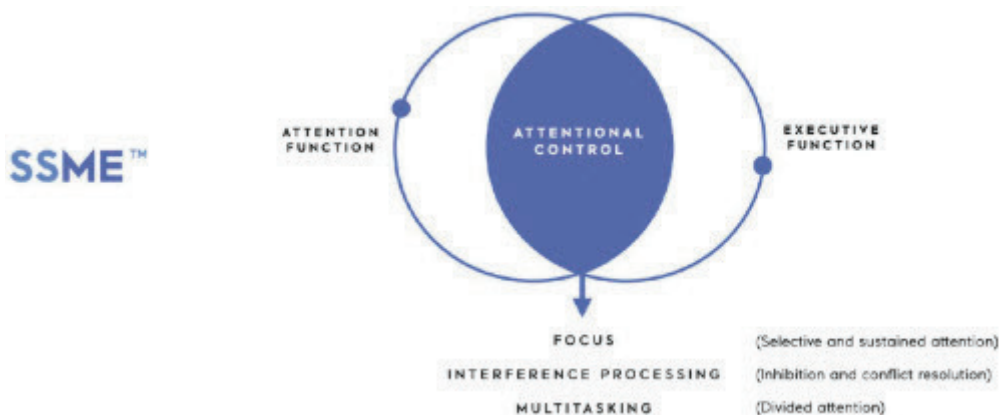 SSME™
ATTENTION
FUNCTION
ATTENTIONAL
CONTROL
EXECUTIVE
FUNCTION
FOCUS (Selective and sustained attention)
INTERFERENCE PROCESSING (Inhibition and conflict resolution)
MULTITASKING (Divided attention)